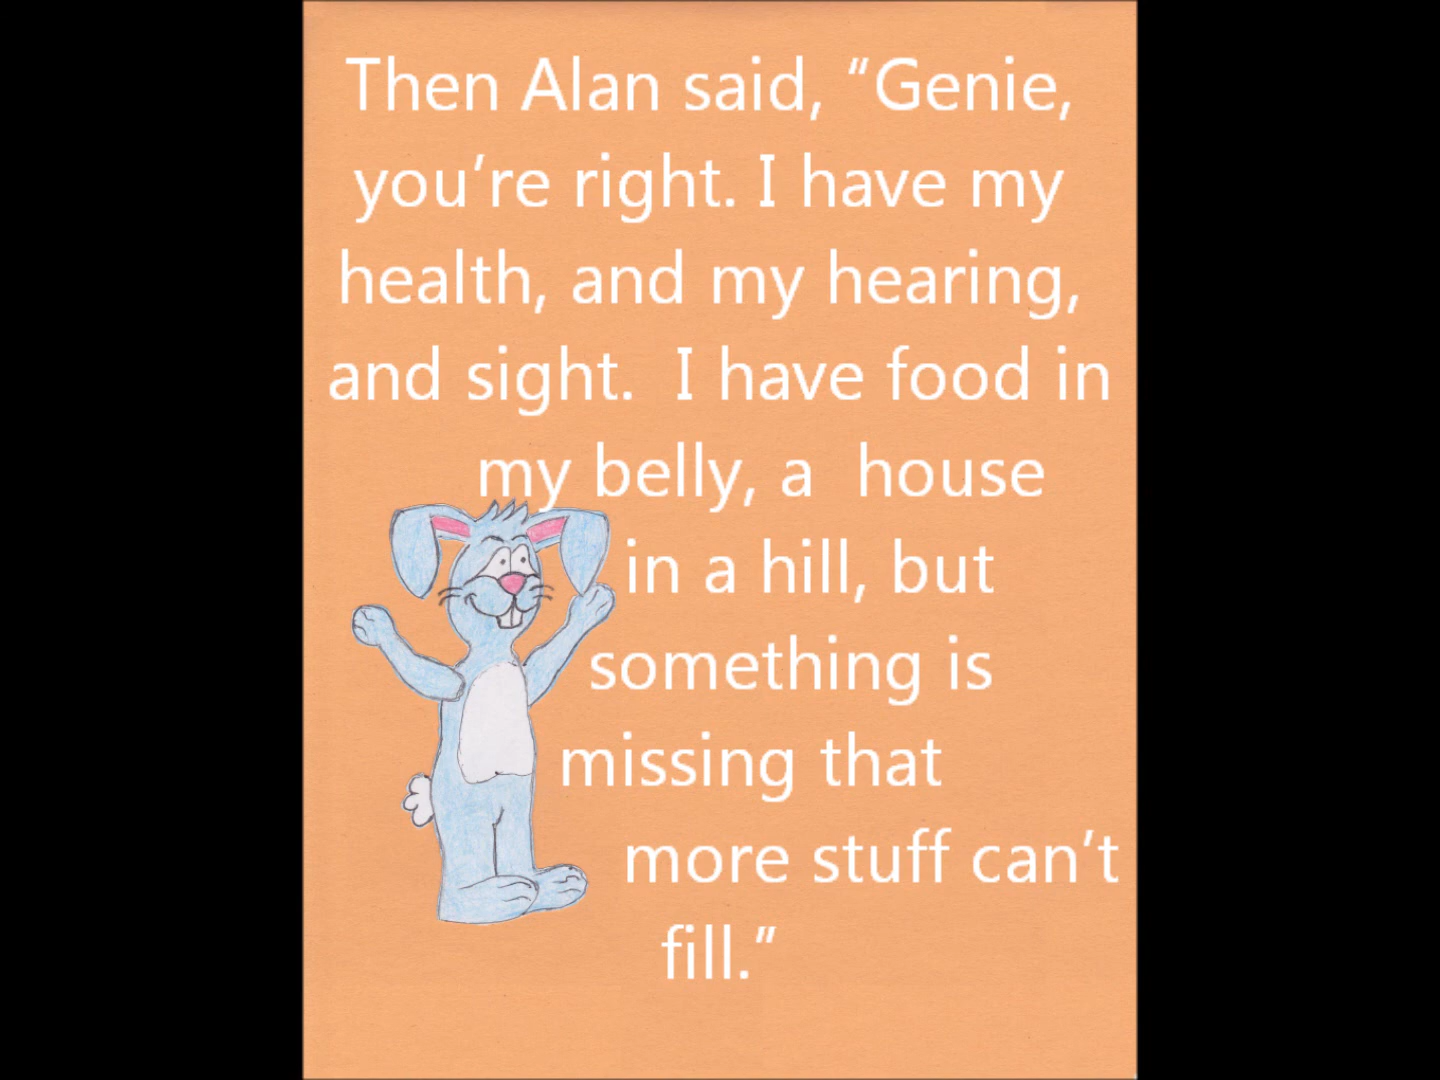 Then Alan said, "Genie,
you're right. I have my
health, and my hearing,
and sight.  I have food in
my belly, a  house
in a hill, but
something is
missing that
more stuff can't
fill."